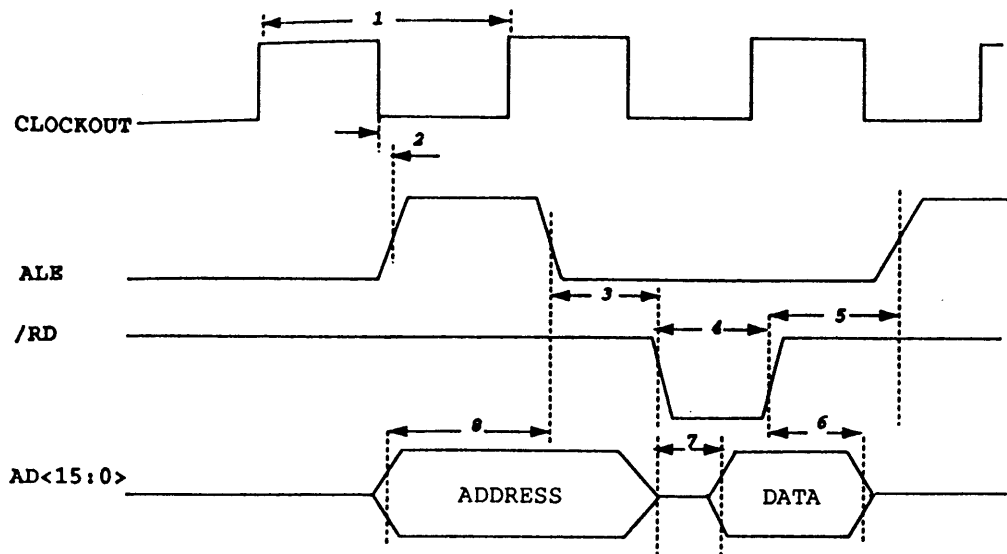 1
CLOCKOUT
2
ALE
3
4
5
/RD
8
7
6
AD<15:0>
ADDRESS
DATA